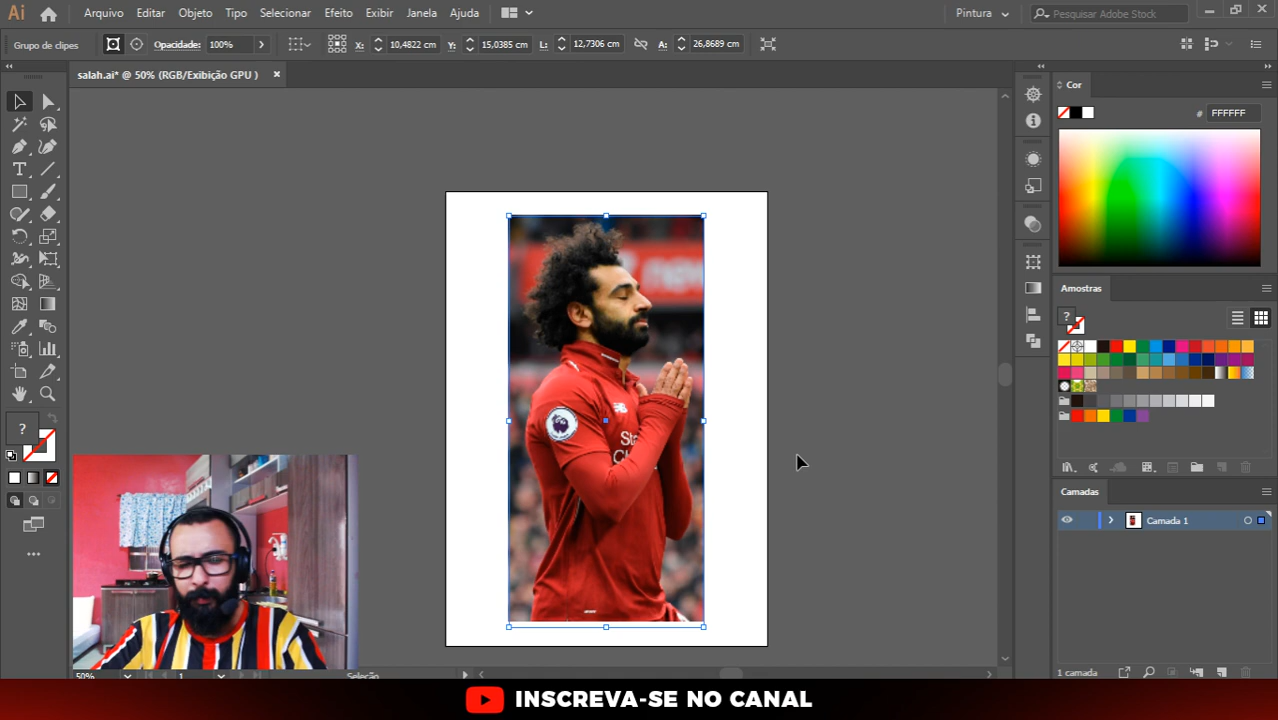 Ai Arquivo Editar Objeto Tipo Selecionar Efeito Exibir Janela Ajuda Pintura Pesquisar Adobe Stock
Grupo de clipes Opacidade: 100% X: 10,4822 cm Y: 15,0385 cm L: 12,7306 cm A: 26,8689 cm
salah.ai* @ 50% (RGB/Exibição GPU )
Cor
# FFFFFF
Amostras
?
?
Camadas
Camada 1
1 camada
50% 1 Seleção
INSCREVA-SE NO CANAL